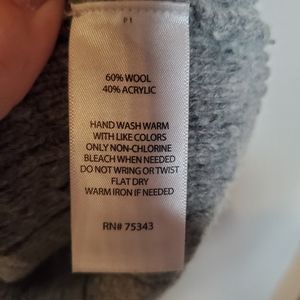 P1
60% WOOL
40% ACRYLIC
HAND WASH WARM
WITH LIKE COLORS
ONLY NON-CHLORINE
BLEACH WHEN NEEDED
DO NOT WRING OR TWIST
FLAT DRY
WARM IRON IF NEEDED
RN# 75343